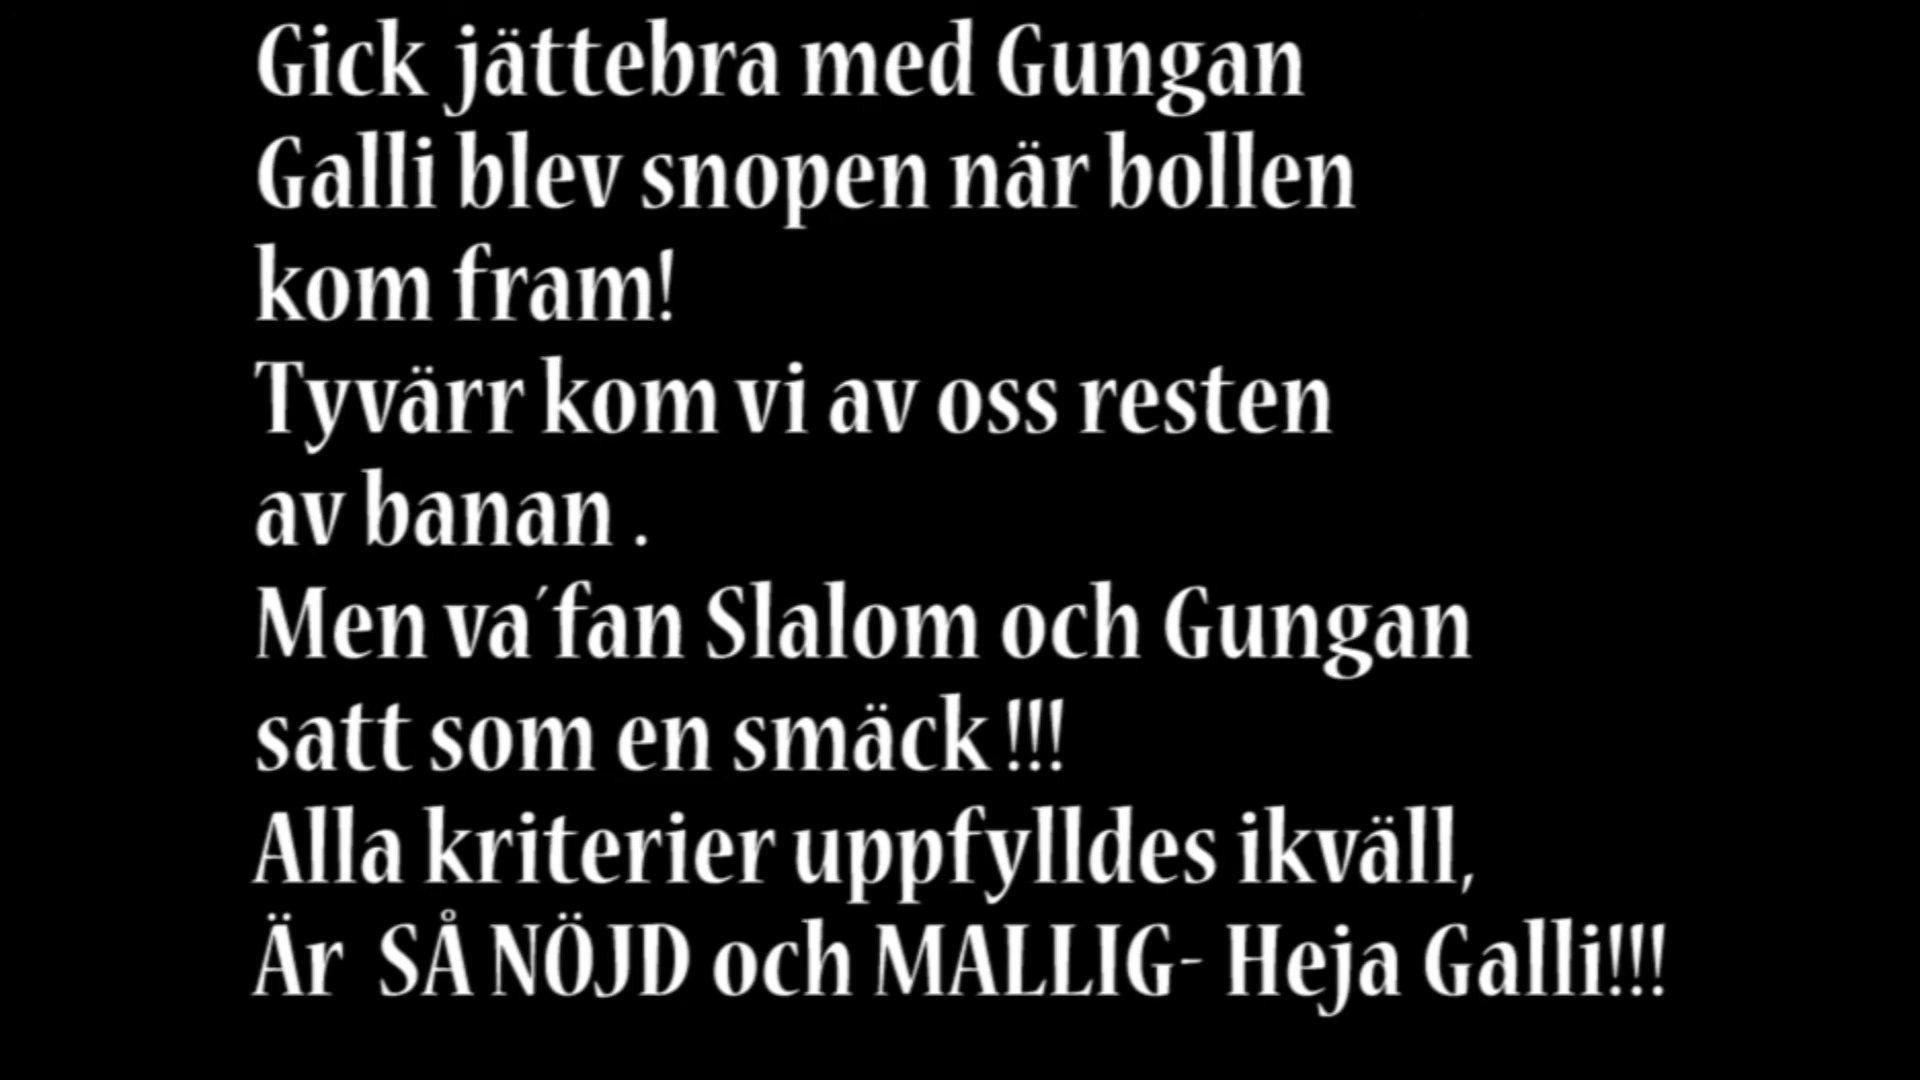 Gick jättebra med Gungan
Galli blev snopen när bollen
kom fram!
Tyvärr kom vi av oss resten
av banan .
Men va´fan Slalom och Gungan
satt som en smäck !!!
Alla kriterier uppfylldes ikväll,
Är SÅ NÖJD och MALLIG- Heja Galli!!!